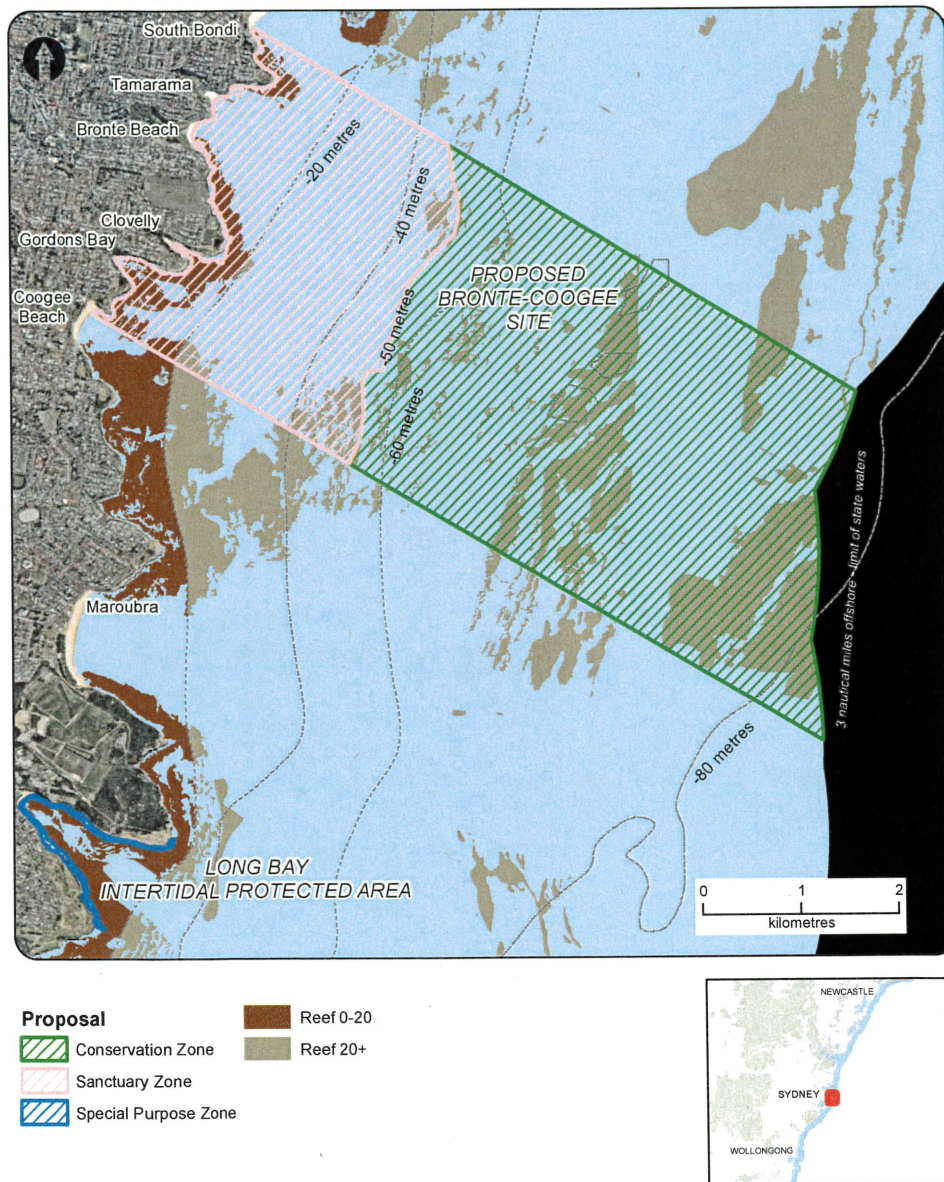 South Bondi
Tamarama
Bronte Beach
-20 metres
-40 metres
Clovelly
Gordons Bay
PROPOSED
BRONTE-COOGEE
SITE
Coogee
Beach
-50 metres
-60 metres
3 nautical miles offshore - limit of state waters
Maroubra
-80 metres
LONG BAY
INTERTIDAL PROTECTED AREA
0 1 2
kilometres
Proposal
Conservation Zone
Sanctuary Zone
Special Purpose Zone
Reef 0-20
Reef 20+
NEWCASTLE
SYDNEY
WOLLONGONG